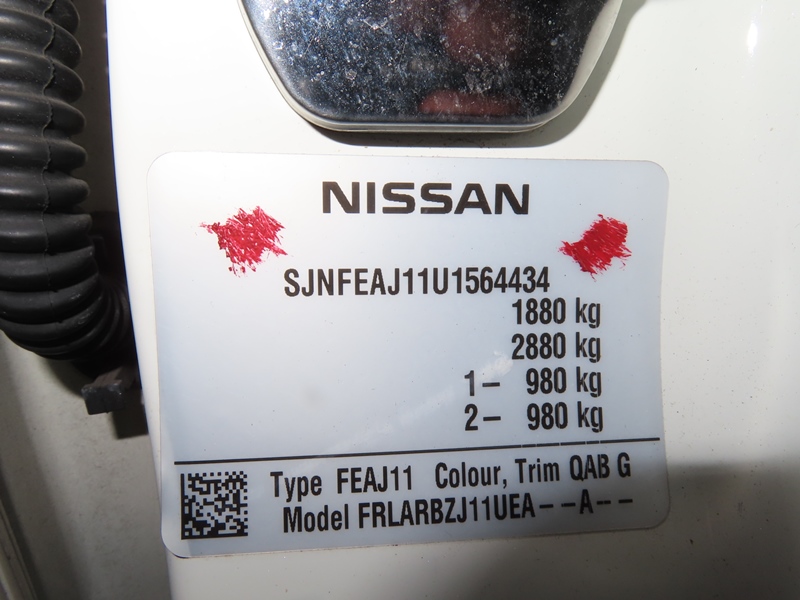 NISSAN
SJNFEAJ11U1564434
1880 kg
2880 kg
1– 980 kg
2– 980 kg
Type FEAJ11 Colour, Trim QAB G
Model FRLARBZJ11UEA––A––